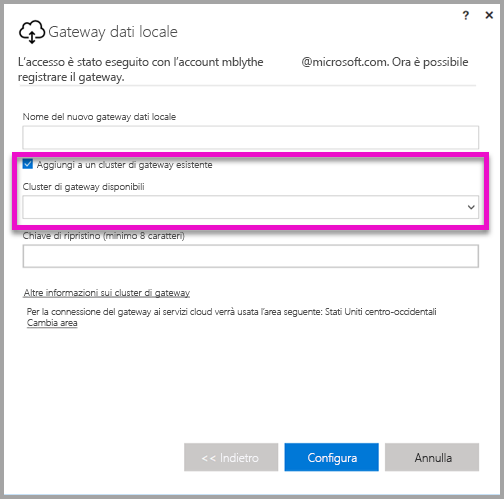 ? ×
Gateway dati locale
L'accesso è stato eseguito con l'account mblythe @microsoft.com. Ora è possibile
registrare il gateway.
Nome del nuovo gateway dati locale
Aggiungi a un cluster di gateway esistente
Cluster di gateway disponibili
Chiave di ripristino (minimo 8 caratteri)
Altre informazioni sui cluster di gateway
Per la connessione del gateway ai servizi cloud verrà usata l'area seguente: Stati Uniti centro-occidentali
Cambia area
<< Indietro Configura Annulla